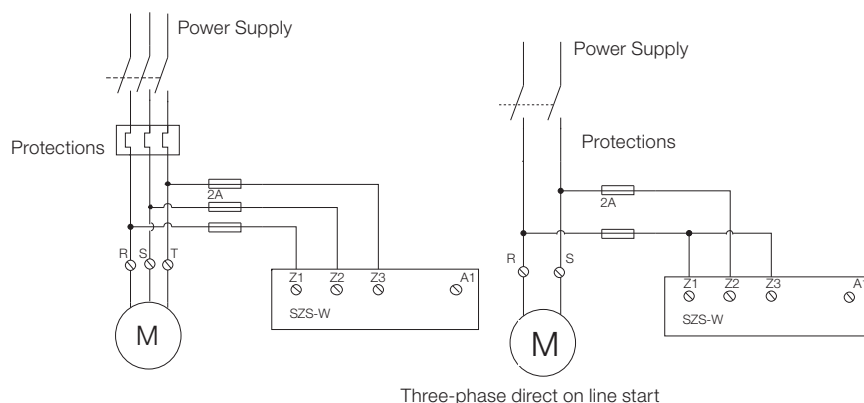 Power Supply
Protections
2A
R S T
Z1 Z2 Z3 A1
SZS-W
M
Power Supply
Protections
2A
R S
Z1 Z2 Z3 A1
SZS-W
M
Three-phase direct on line start